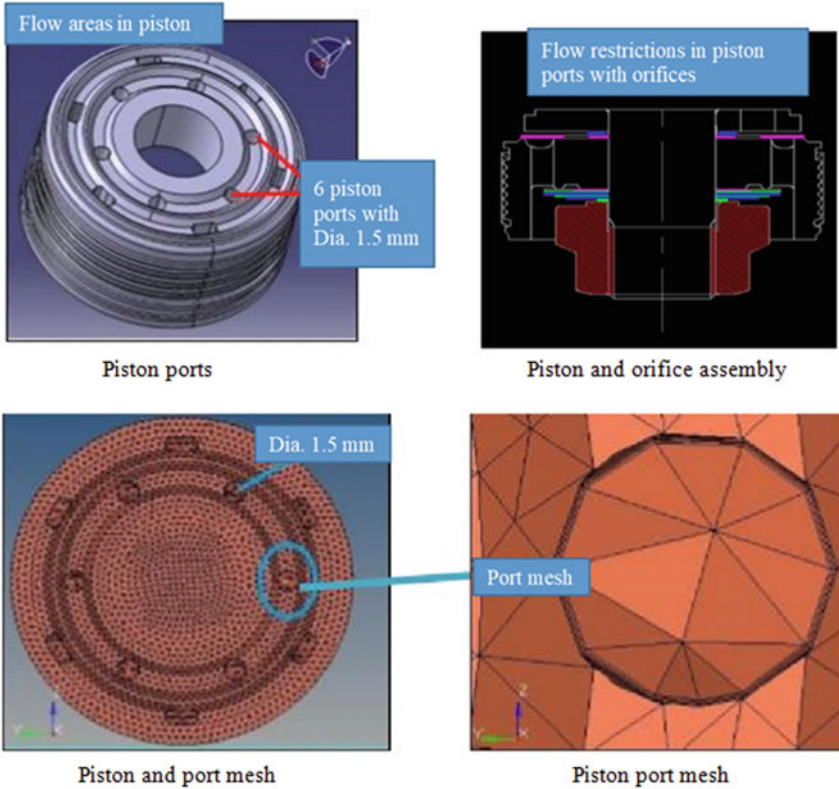 Flow areas in piston
6 piston
ports with
Dia. 1.5 mm
Piston ports
Flow restrictions in piston
ports with orifices
Piston and orifice assembly
Dia. 1.5 mm
Y
X
Piston and port mesh
Port mesh
Z
Y
X
Piston port mesh